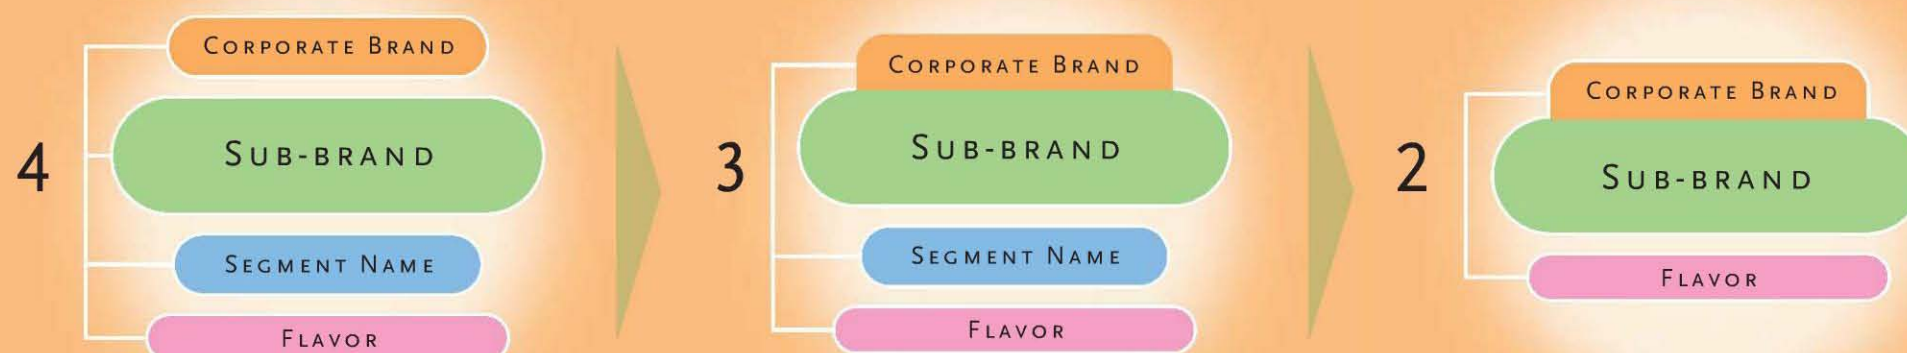 4
CORPORATE BRAND
SUB-BRAND
SEGMENT NAME
FLAVOR
3
CORPORATE BRAND
SUB-BRAND
SEGMENT NAME
FLAVOR
2
CORPORATE BRAND
SUB-BRAND
FLAVOR